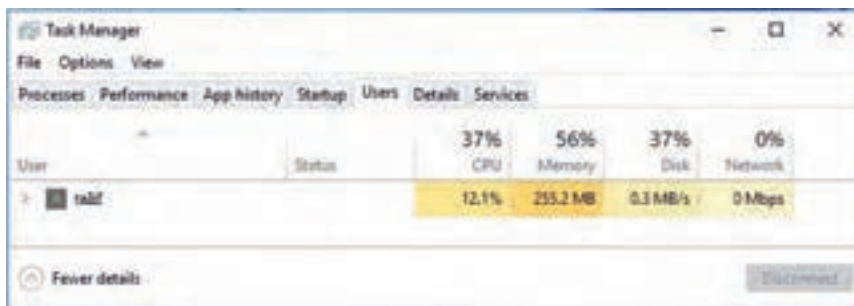 Task Manager
File Options View
Processes Performance App history Startup Users Details Services
37% 56% 37% 0%
User Status CPU Memory Disk Network
12.1% 255.2 MB 0.3 MB/s 0 Mbps
Fewer details
Disconnect